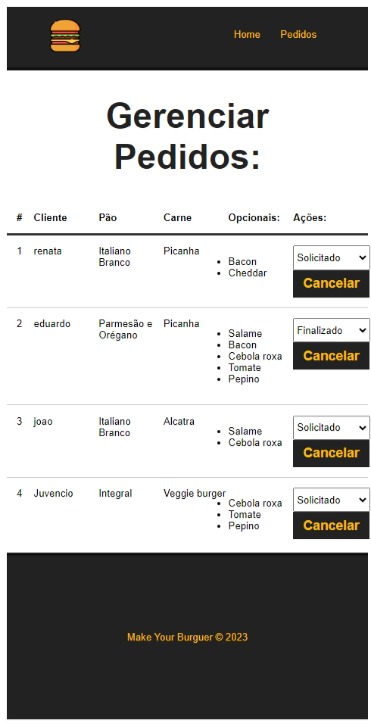 Home Pedidos
Gerenciar
Pedidos:
# Cliente Pão Carne Opcionais: Ações:
1 renata Italiano Branco Picanha
Bacon
Cheddar
Solicitado
Cancelar
2 eduardo Parmesão e Orégano Picanha
Salame
Bacon
Cebola roxa
Tomate
Pepino
Finalizado
Cancelar
3 joao Italiano Branco Alcatra
Salame
Cebola roxa
Solicitado
Cancelar
4 Juvencio Integral Veggie burger
Cebola roxa
Tomate
Pepino
Solicitado
Cancelar
Make Your Burguer © 2023